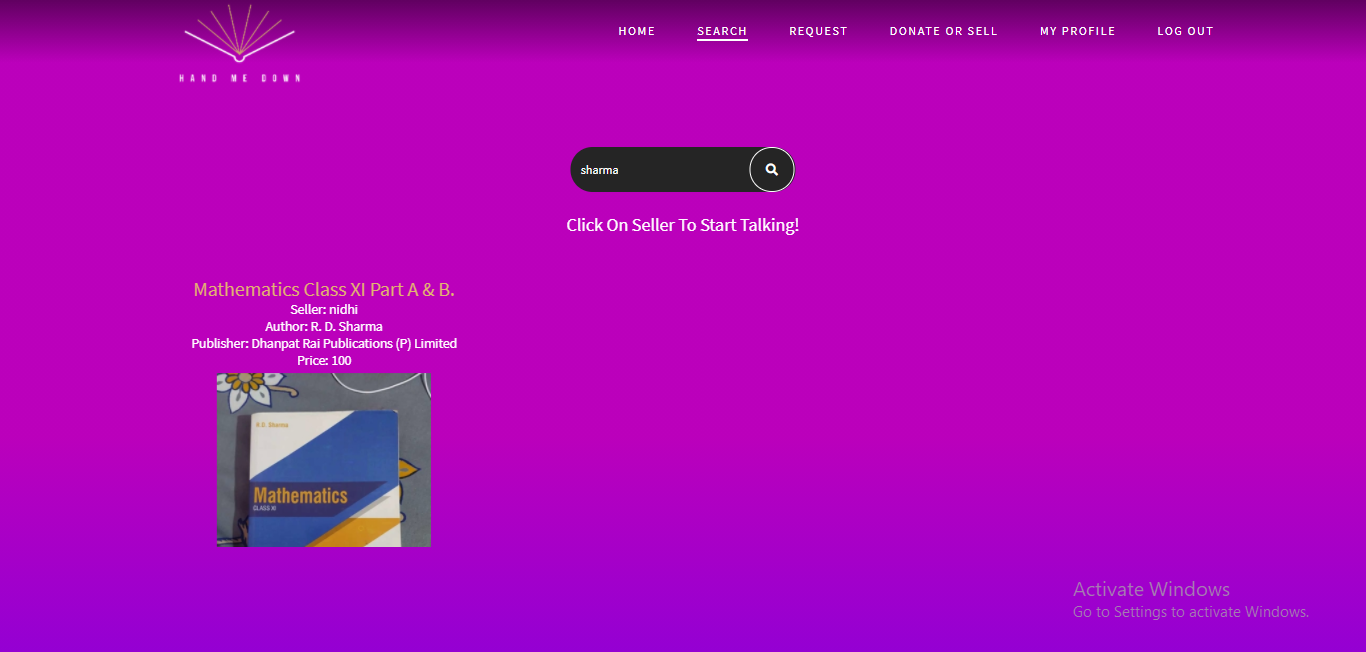 HAND ME DOWN
HOME SEARCH REQUEST DONATE OR SELL MY PROFILE LOG OUT
sharma
Click On Seller To Start Talking!
Mathematics Class XI Part A & B.
Seller: nidhi
Author: R. D. Sharma
Publisher: Dhanpat Rai Publications (P) Limited
Price: 100
R.D. Sharma
Mathematics
CLASS XI
Activate Windows
Go to Settings to activate Windows.